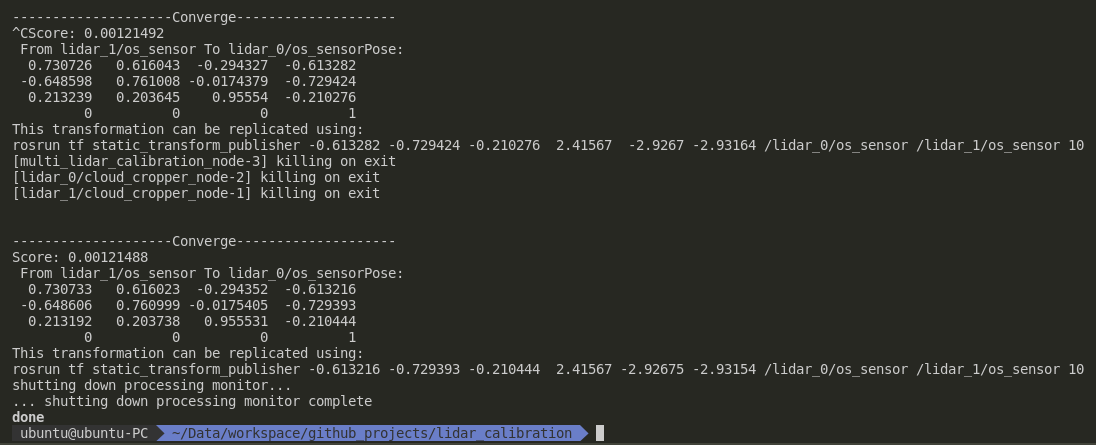 --------------------Converge--------------------
^CScore: 0.00121492
 From lidar_1/os_sensor To lidar_0/os_sensorPose:
  0.730726   0.616043  -0.294327  -0.613282
 -0.648598   0.761008 -0.0174379  -0.729424
  0.213239   0.203645    0.95554  -0.210276
         0          0          0          1
This transformation can be replicated using:
rosrun tf static_transform_publisher -0.613282 -0.729424 -0.210276  2.41567  -2.9267 -2.93164 /lidar_0/os_sensor /lidar_1/os_sensor 10
[multi_lidar_calibration_node-3] killing on exit
[lidar_0/cloud_cropper_node-2] killing on exit
[lidar_1/cloud_cropper_node-1] killing on exit
--------------------Converge--------------------
Score: 0.00121488
 From lidar_1/os_sensor To lidar_0/os_sensorPose:
  0.730733   0.616023  -0.294352  -0.613216
 -0.648606   0.760999 -0.0175405  -0.729393
  0.213192   0.203738   0.955531  -0.210444
         0          0          0          1
This transformation can be replicated using:
rosrun tf static_transform_publisher -0.613216 -0.729393 -0.210444  2.41567 -2.92675 -2.93154 /lidar_0/os_sensor /lidar_1/os_sensor 10
shutting down processing monitor...
... shutting down processing monitor complete
done
 ubuntu@ubuntu-PC  ~/Data/workspace/github_projects/lidar_calibration